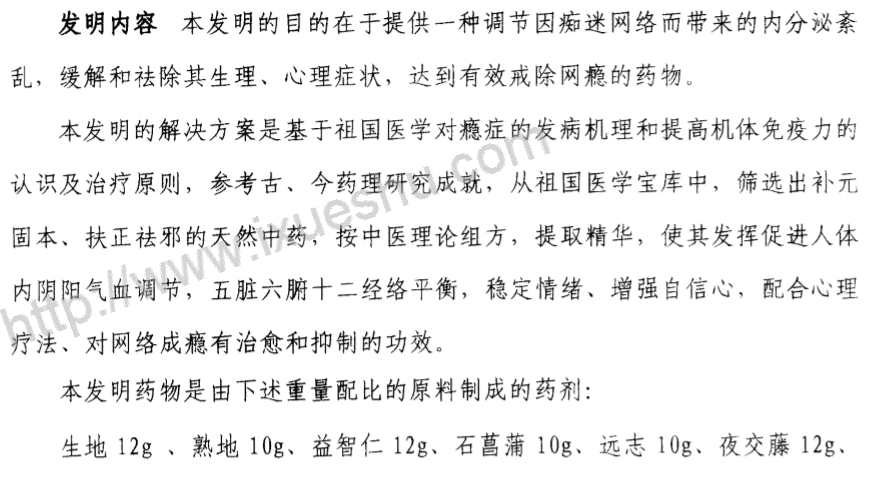 发明内容 本发明的目的在于提供一种调节因痴迷网络而带来的内分泌紊
乱，缓解和祛除其生理、心理症状，达到有效戒除网瘾的药物。
本发明的解决方案是基于祖国医学对瘾症的发病机理和提高机体免疫力的
认识及治疗原则，参考古、今药理研究成就，从祖国医学宝库中，筛选出补元
固本、扶正祛邪的天然中药，按中医理论组方，提取精华，使其发挥促进人体
内阴阳气血调节，五脏六腑十二经络平衡，稳定情绪、增强自信心，配合心理
疗法、对网络成瘾有治愈和抑制的功效。
本发明药物是由下述重量配比的原料制成的药剂：
生地 12g 、熟地 10g、益智仁 12g、石菖蒲 10g、远志 10g、夜交藤 12g、
http://www.ixueshu.com